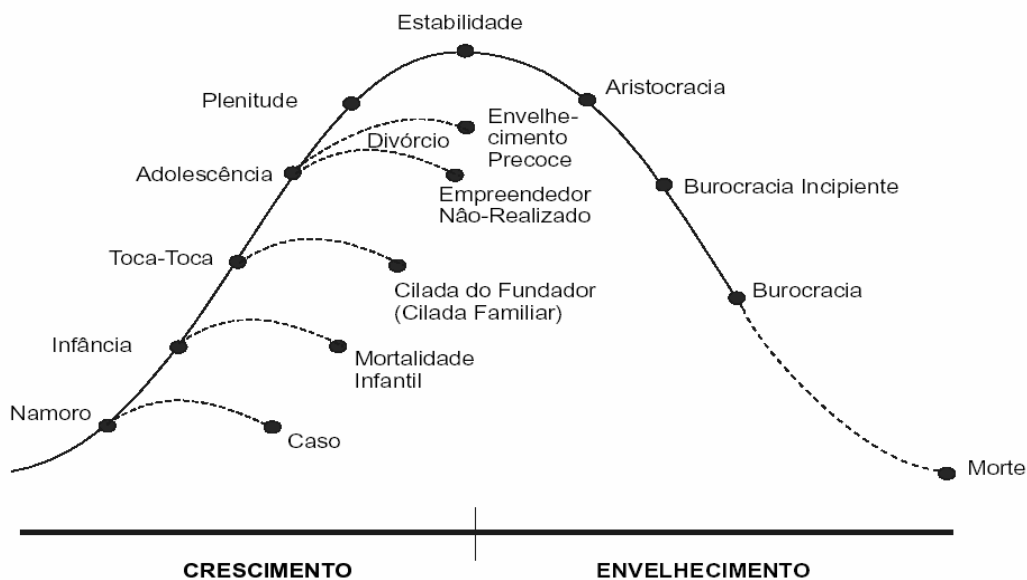 Estabilidade
Plenitude
Aristocracia
Divórcio
Envelhe-
cimento
Precoce
Adolescência
Empreendedor
Nâo-Realizado
Burocracia Incipiente
Toca-Toca
Cilada do Fundador
(Cilada Familiar)
Burocracia
Infância
Mortalidade
Infantil
Namoro
Caso
Morte
CRESCIMENTO
ENVELHECIMENTO